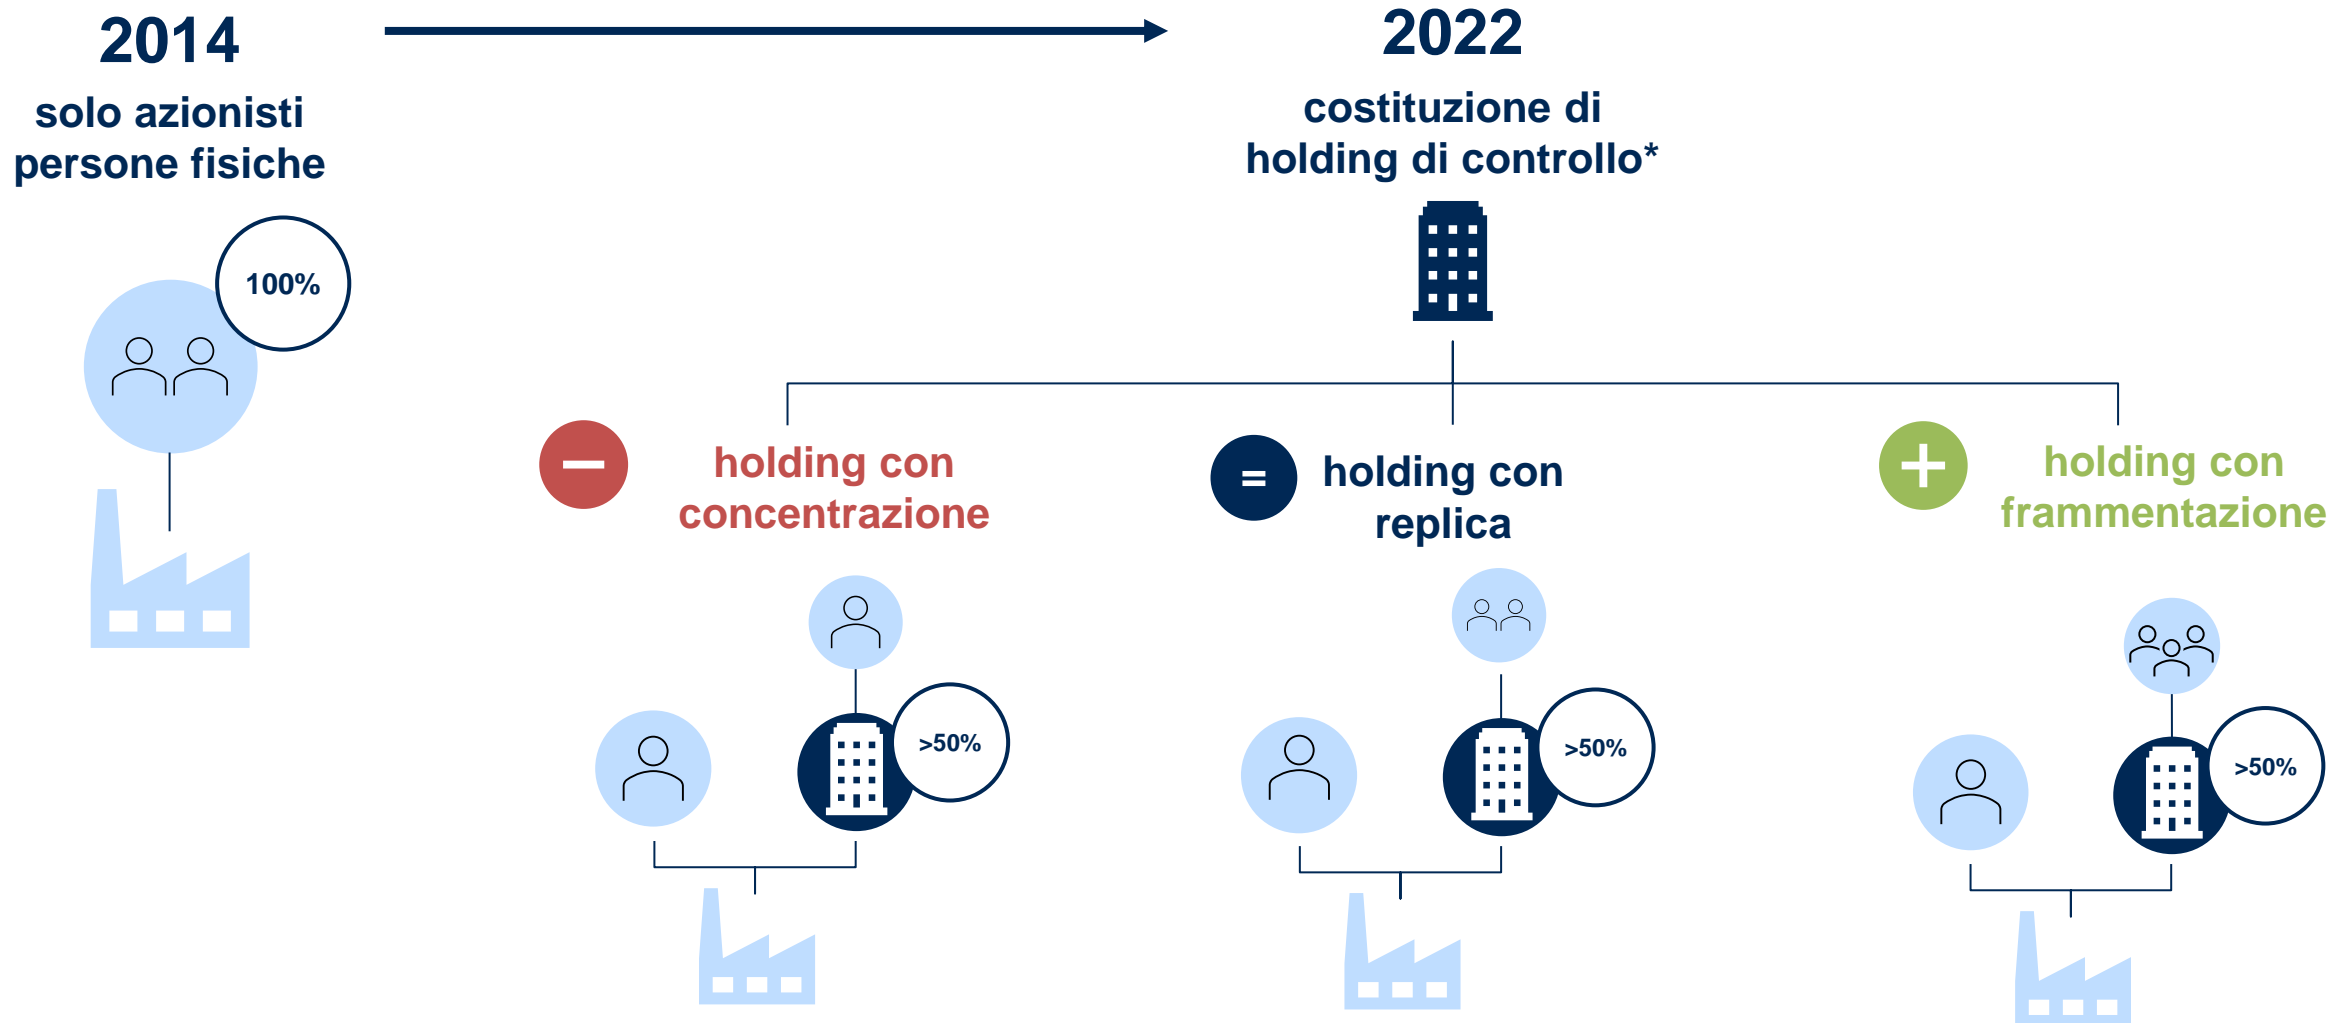 2014
solo azionisti
persone fisiche
100%
2022
costituzione di
holding di controllo*
holding con
concentrazione
>50%
=
holding con
replica
>50%
+
holding con
frammentazione
>50%